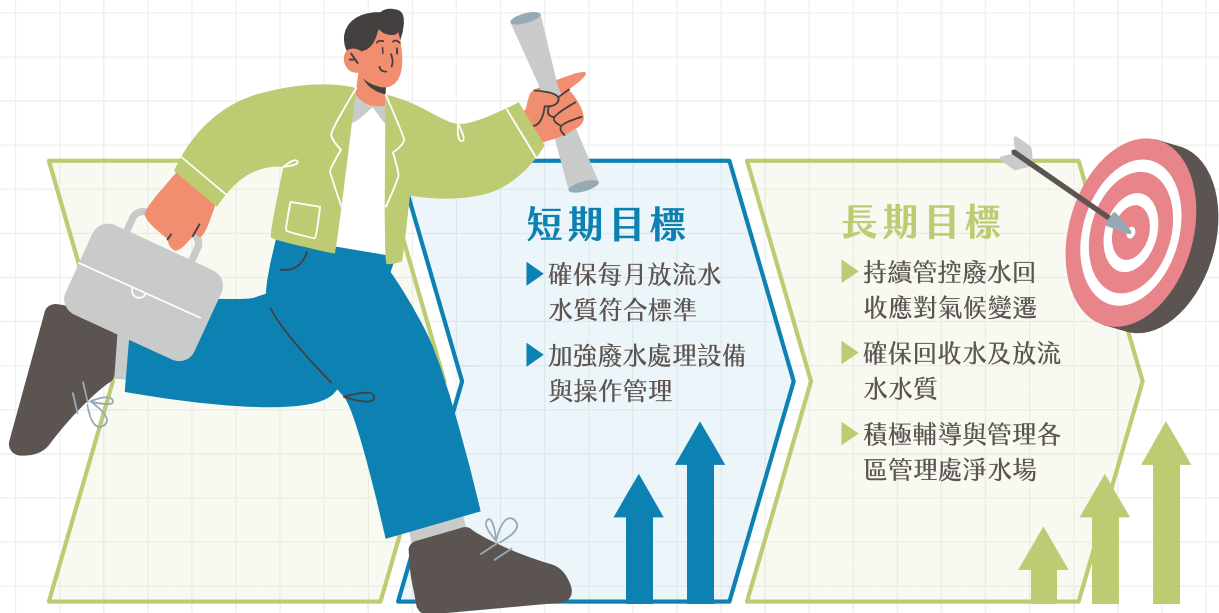 短期目標
確保每月放流水
水質符合標準
加強廢水處理設備
與操作管理
長期目標
持續管控廢水回
收應對氣候變遷
確保回收水及放流
水水質
積極輔導與管理各
區管理處淨水場